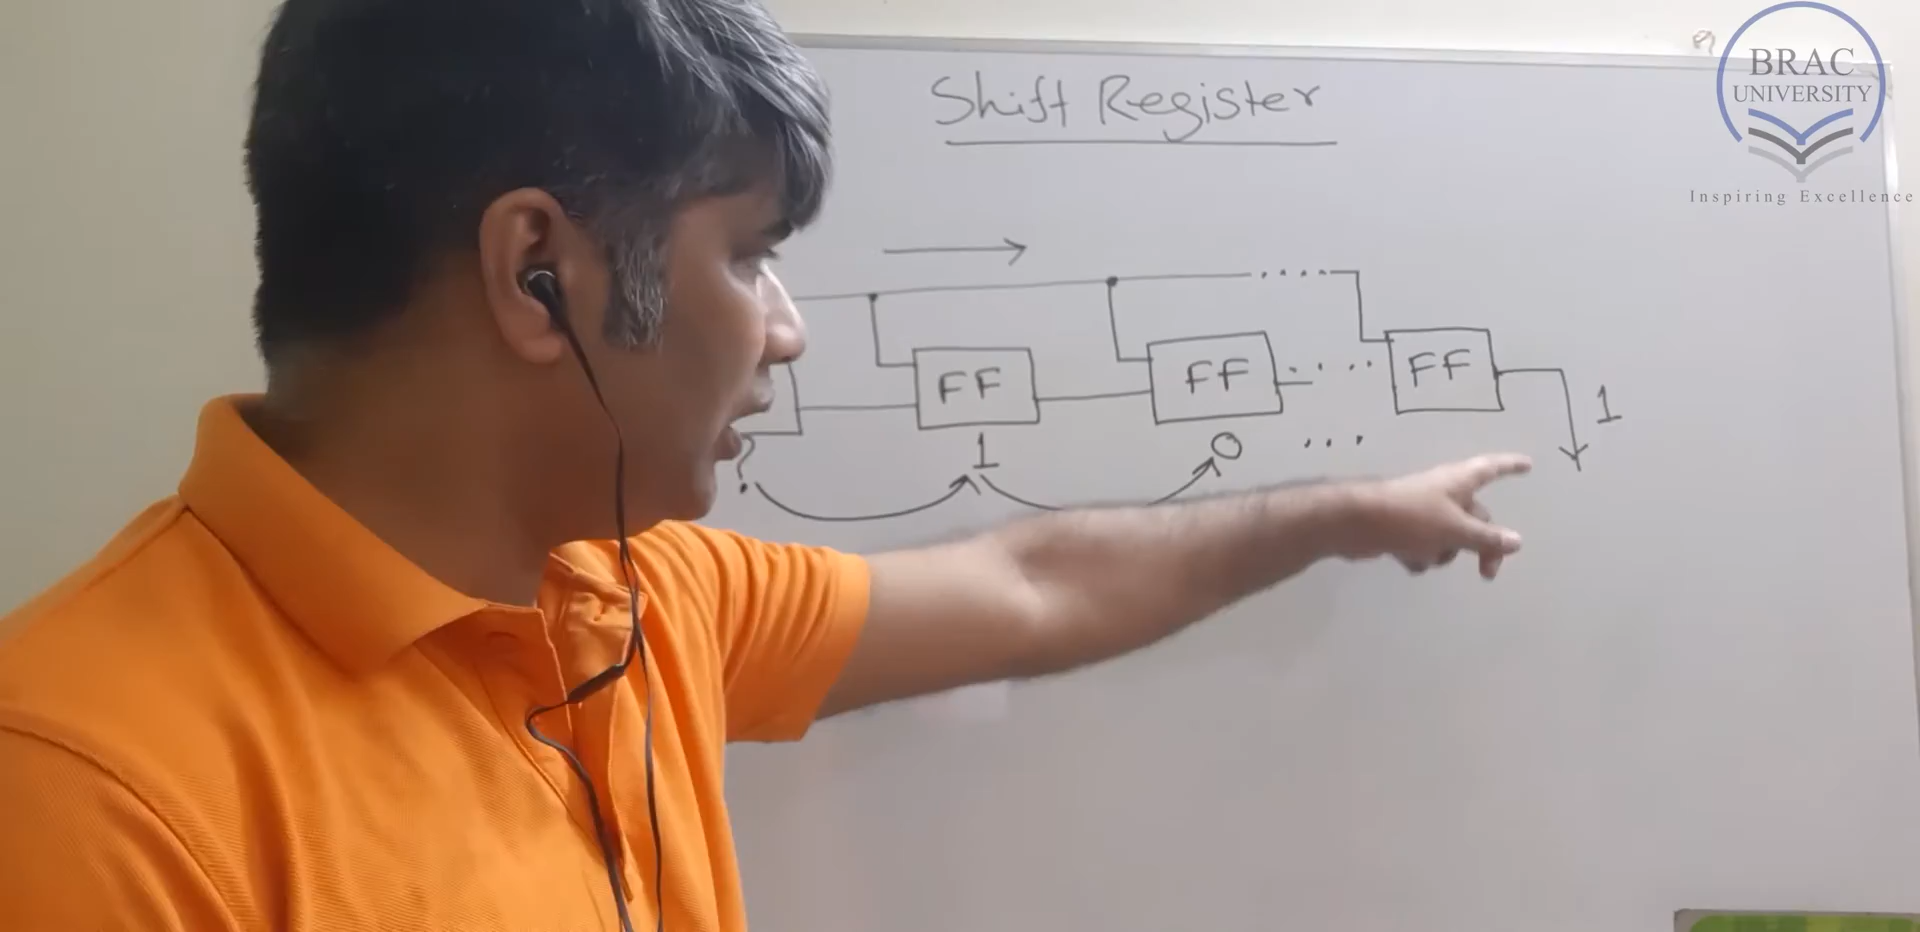 Shift Register
BRAC
UNIVERSITY
Inspiring Excellence
FF
FF
....
FF
1
?
1
0
...